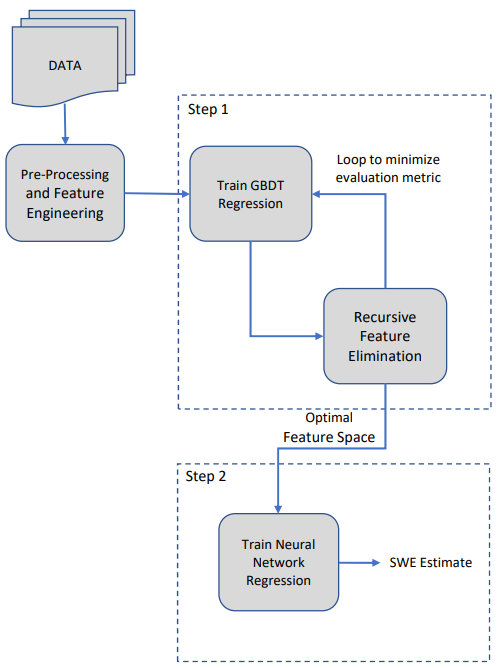 DATA
Pre-Processing
and Feature
Engineering
Step 1
Train GBDT
Regression
Loop to minimize
evaluation metric
Recursive
Feature
Elimination
Optimal
Feature Space
Step 2
Train Neural
Network
Regression
SWE Estimate